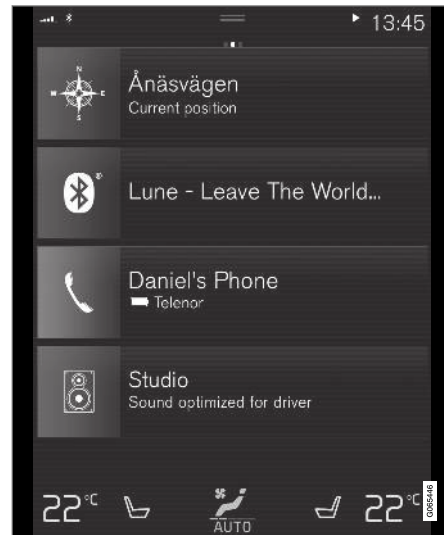 13:45
N
W
E
S
Ånäsvägen
Current position
®
Lune - Leave The World...
Daniel's Phone
Telenor
Studio
Sound optimized for driver
22°C
AUTO
22°C
G065446